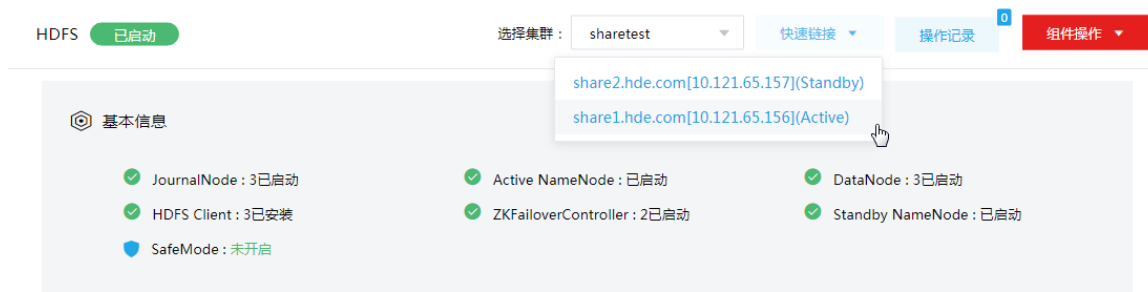 HDFS 已启动 选择集群： sharetest 快速链接 操作记录 0 组件操作
share2.hde.com[10.121.65.157](Standby)
share1.hde.com[10.121.65.156](Active)
基本信息
JournalNode : 3已启动 Active NameNode : 已启动 DataNode : 3已启动
HDFS Client : 3已安装 ZKFailoverController : 2已启动 Standby NameNode : 已启动
SafeMode : 未开启